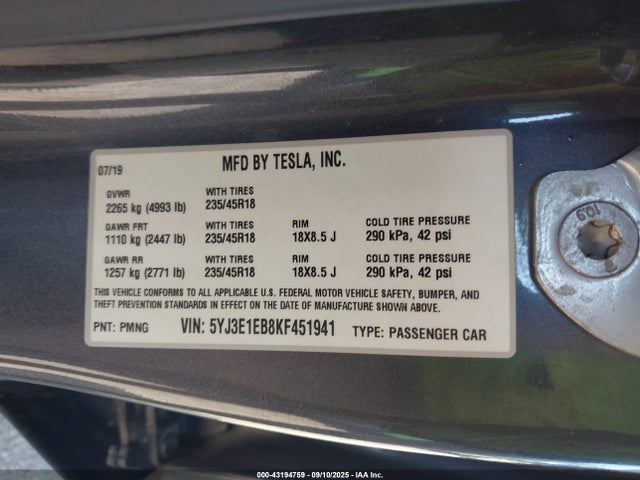 MFD BY TESLA, INC.
07/19
GVWR WITH TIRES
2265 kg (4993 lb) 235/45R18
GAWR FRT WITH TIRES RIM COLD TIRE PRESSURE
1110 kg (2447 lb) 235/45R18 18X8.5 J 290 kPa, 42 psi
GAWR RR WITH TIRES RIM COLD TIRE PRESSURE
1257 kg (2771 lb) 235/45R18 18X8.5 J 290 kPa, 42 psi
THIS VEHICLE CONFORMS TO ALL APPLICABLE U.S. FEDERAL MOTOR VEHICLE SAFETY, BUMPER, AND
THEFT PREVENTION STANDARDS IN EFFECT ON THE DATE OF MANUFACTURE SHOWN ABOVE.
PNT: PMNG VIN: 5YJ3E1EB8KF451941 TYPE: PASSENGER CAR
000-43194759 - 09/10/2025 - IAA Inc.